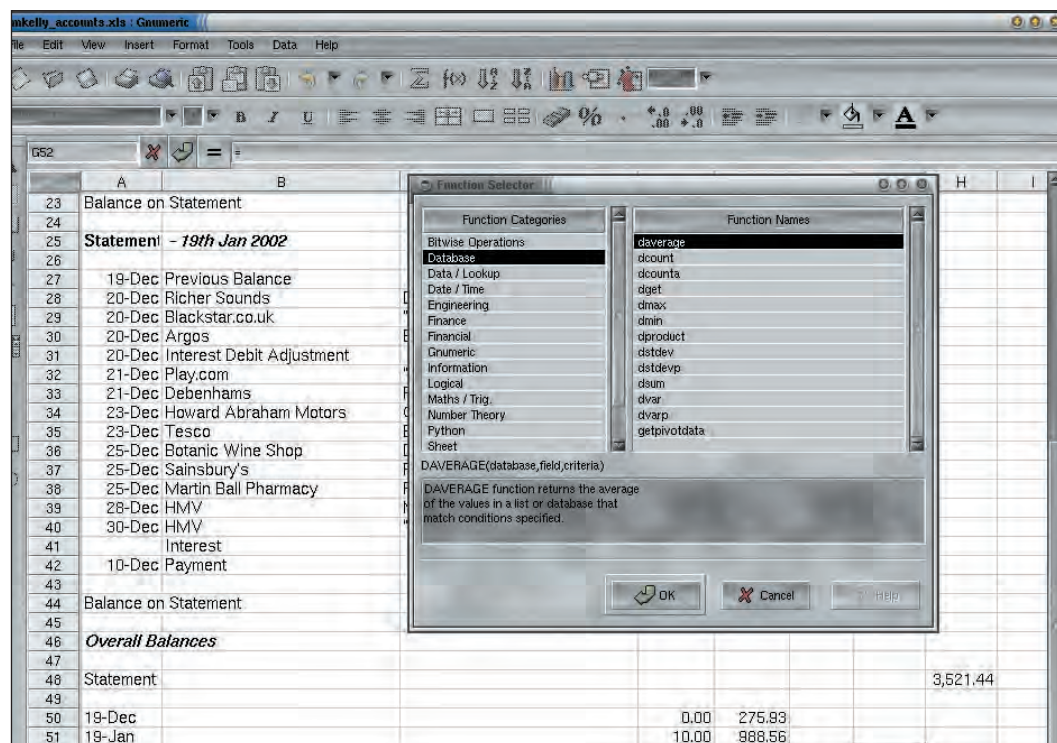 mkelly_accounts.xls : Gnumeric
File Edit View Insert Format Tools Data Help
B I U % .00 .0 .00 A
G52 = =
A B H I
23 Balance on Statement
24
25 Statement - 19th Jan 2002
26
27 19-Dec Previous Balance
28 20-Dec Richer Sounds
29 20-Dec Blackstar.co.uk
30 20-Dec Argos
31 20-Dec Interest Debit Adjustment
32 21-Dec Play.com
33 21-Dec Debenhams
34 23-Dec Howard Abraham Motors
35 23-Dec Tesco
36 25-Dec Botanic Wine Shop
37 25-Dec Sainsbury's
38 25-Dec Martin Ball Pharmacy
39 28-Dec HMV
40 30-Dec HMV
41 Interest
42 10-Dec Payment
43
44 Balance on Statement
45
46 Overall Balances
47
48 Statement 3,521.44
49
50 19-Dec 0.00 275.93
51 19-Jan 10.00 988.56
Function Selector
Function Categories
Bitwise Operations
Database
Data / Lookup
Date / Time
Engineering
Finance
Financial
Gnumeric
Information
Logical
Maths / Trig.
Number Theory
Python
Sheet
Function Names
daverage
dcount
dcounta
dget
dmax
dmin
dproduct
dstdev
dstdevp
dsum
dvar
dvarp
getpivotdata
DAVERAGE(database,field,criteria)
DAVERAGE function returns the average
of the values in a list or database that
match conditions specified.
OK Cancel Help